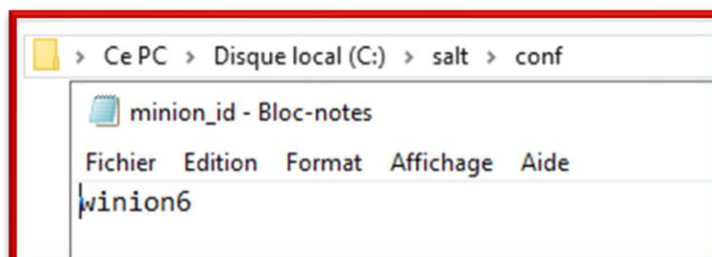 > Ce PC > Disque local (C:) > salt > conf
minion_id - Bloc-notes
Fichier Edition Format Affichage Aide
winion6